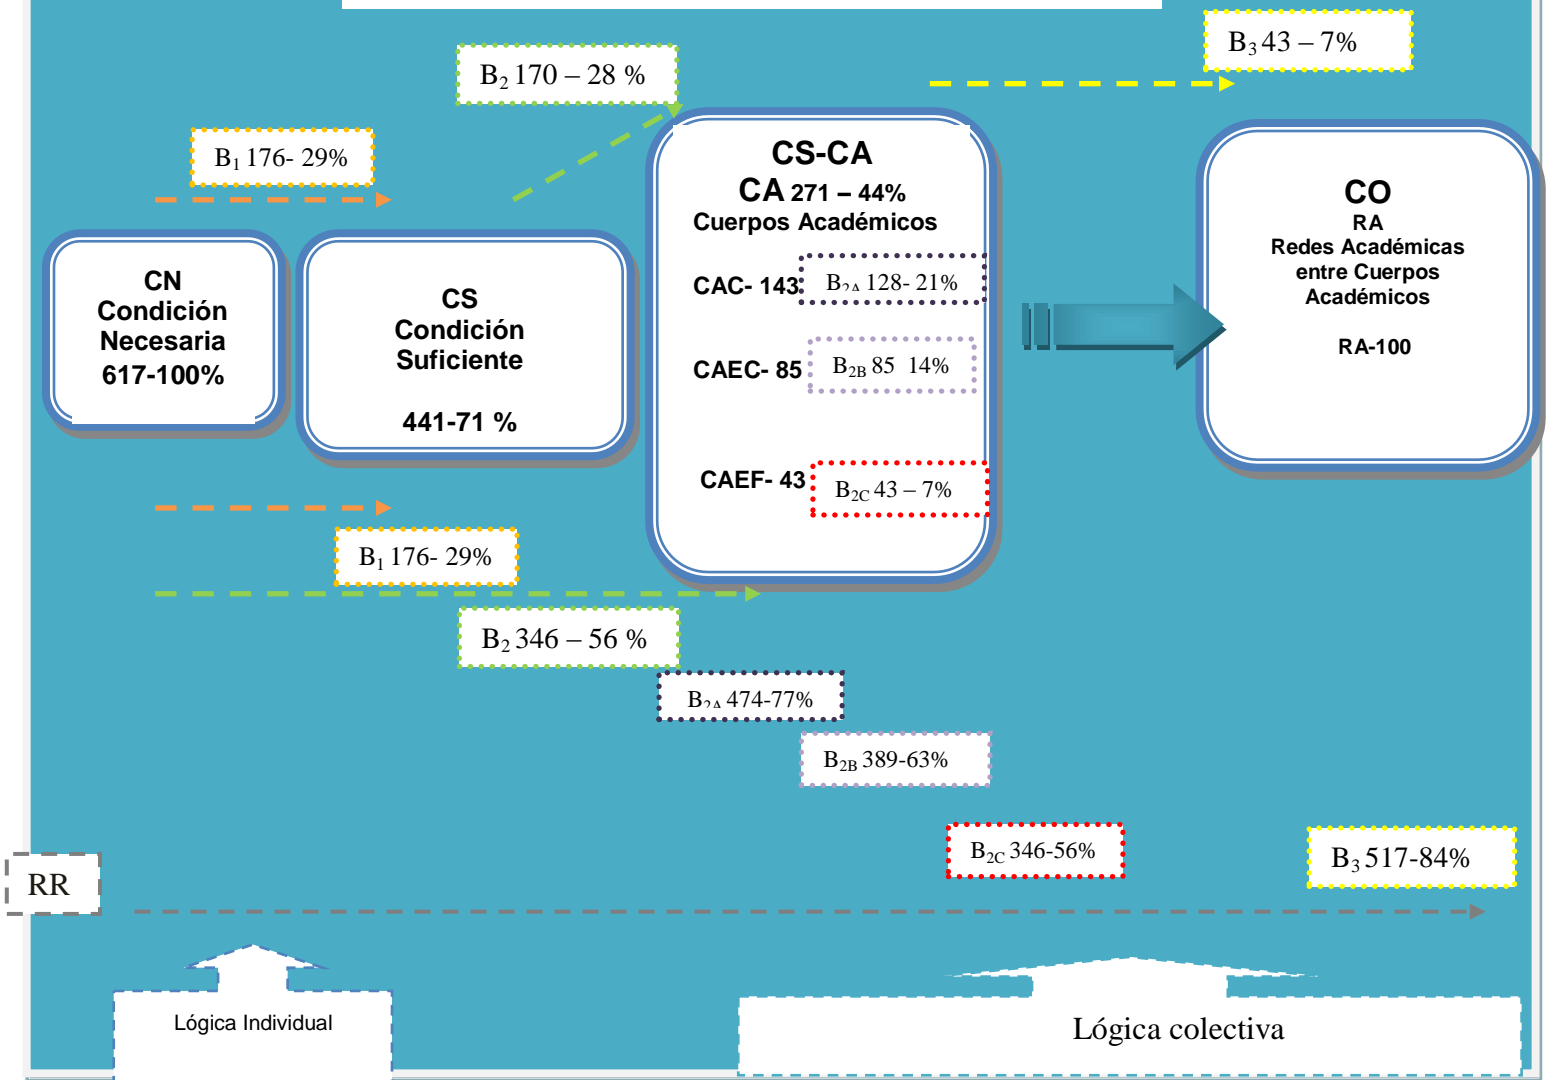 B₃ 43 – 7%
B₂ 170 – 28 %
B₁ 176- 29%
CN
Condición
Necesaria
617-100%
CS
Condición
Suficiente
441-71 %
CS-CA
CA 271 – 44%
Cuerpos Académicos
CAC- 143
B₂A 128- 21%
CAEC- 85
B₂B 85 14%
CAEF- 43
B₂C 43 – 7%
CO
RA
Redes Académicas
entre Cuerpos
Académicos
RA-100
B₁ 176- 29%
B₂ 346 – 56 %
B₂A 474-77%
B₂B 389-63%
B₂C 346-56%
B₃ 517-84%
RR
Lógica Individual
Lógica colectiva